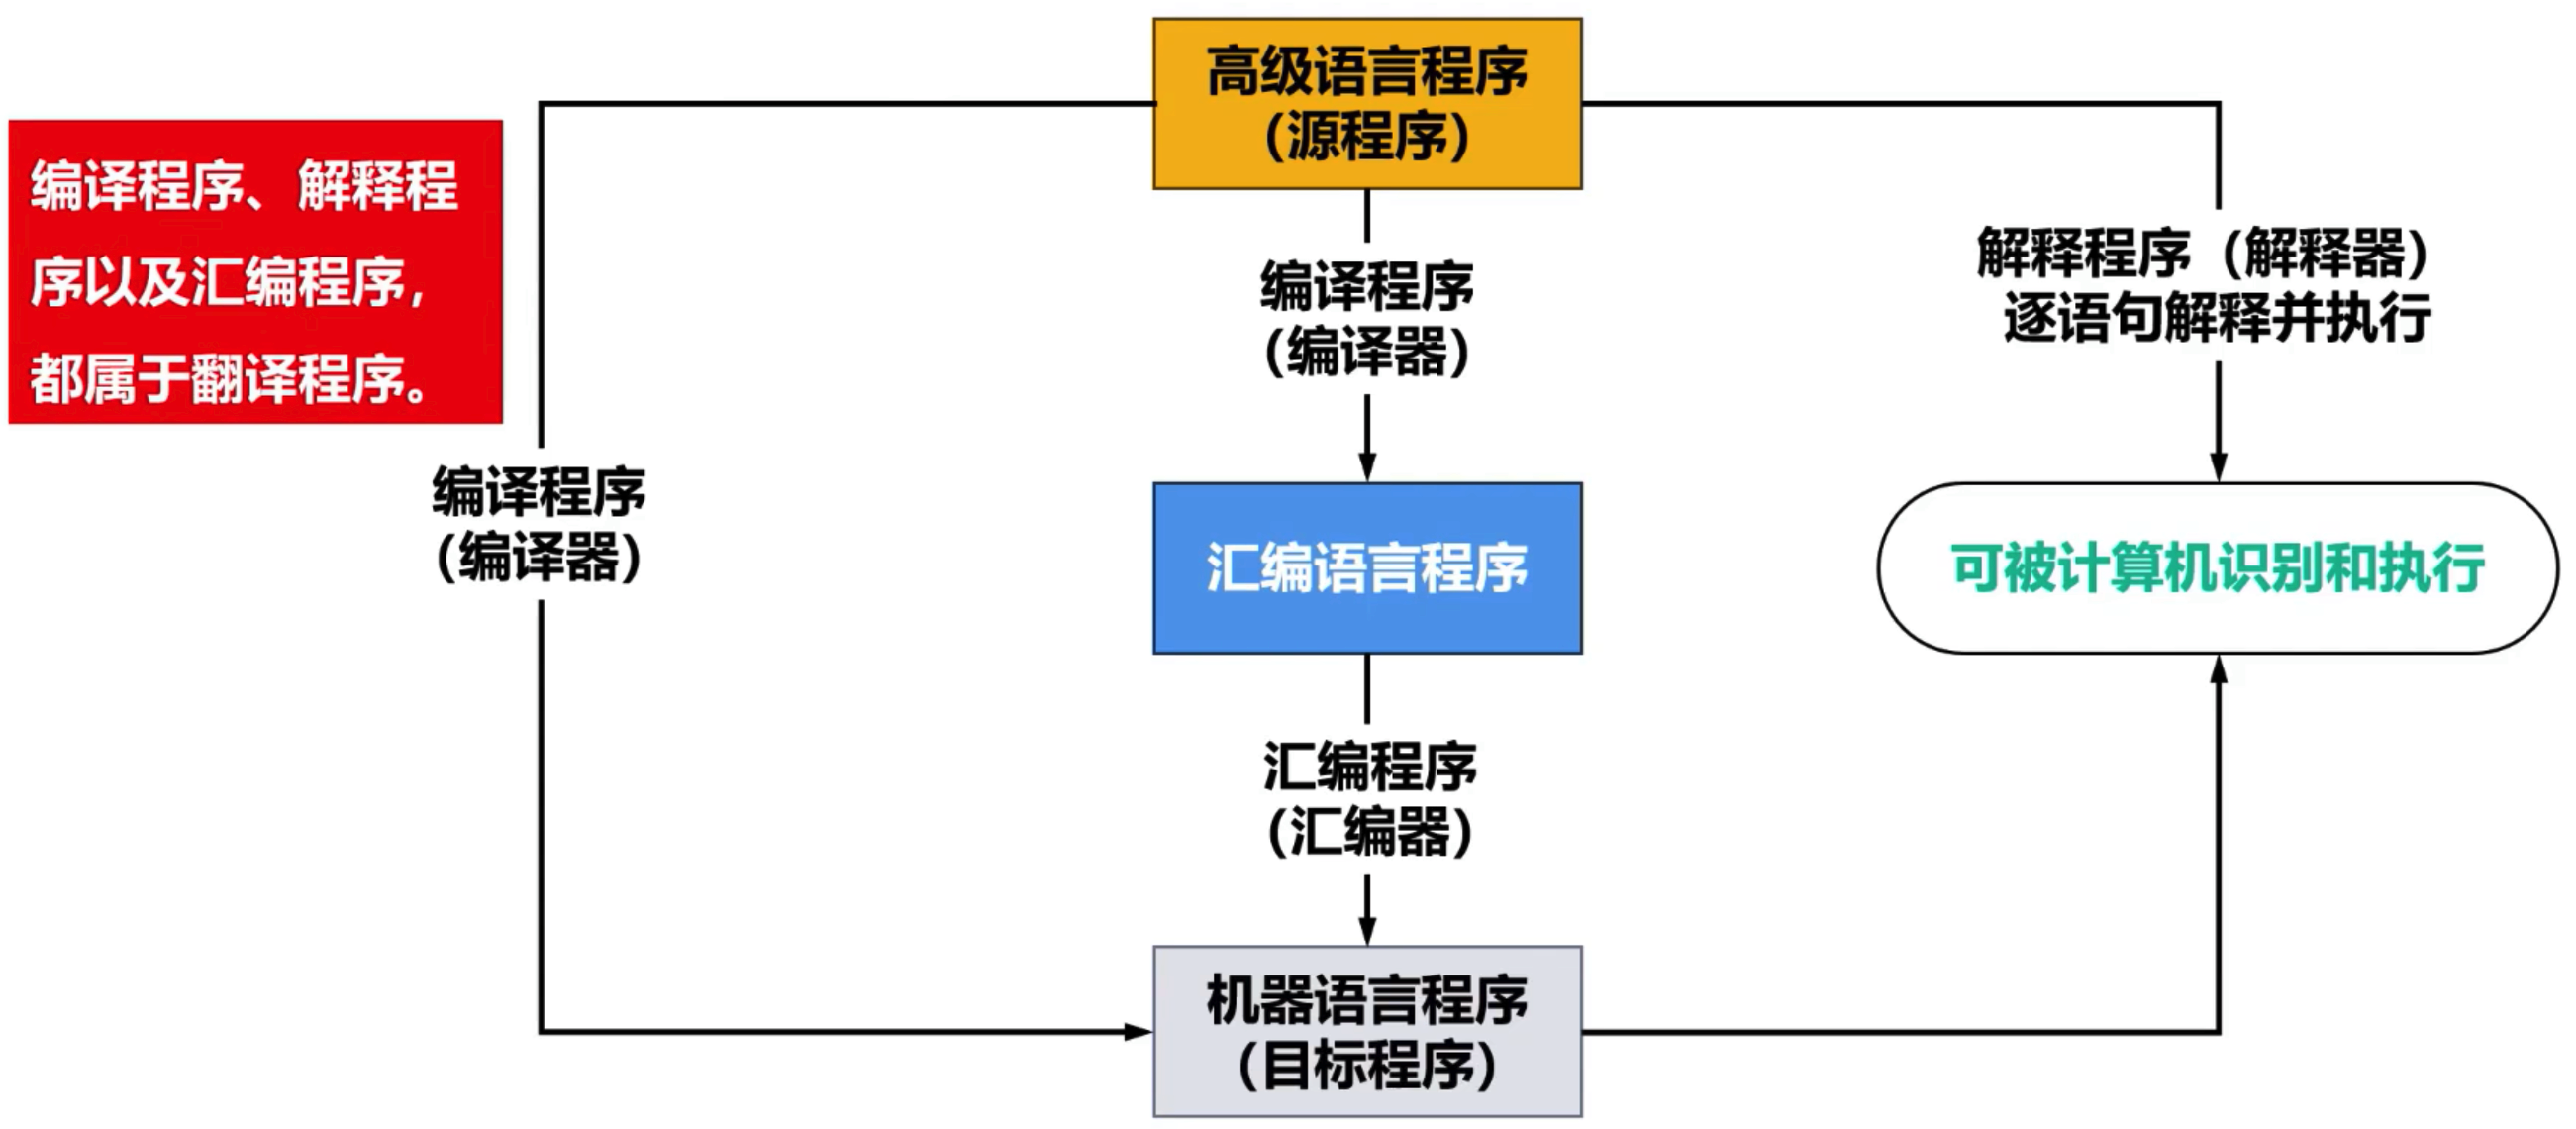 高级语言程序
(源程序)
编译程序、解释程
序以及汇编程序,
都属于翻译程序。
编译程序
(编译器)
解释程序（解释器）
逐语句解释并执行
编译程序
(编译器)
汇编语言程序
可被计算机识别和执行
汇编程序
(汇编器)
机器语言程序
(目标程序)